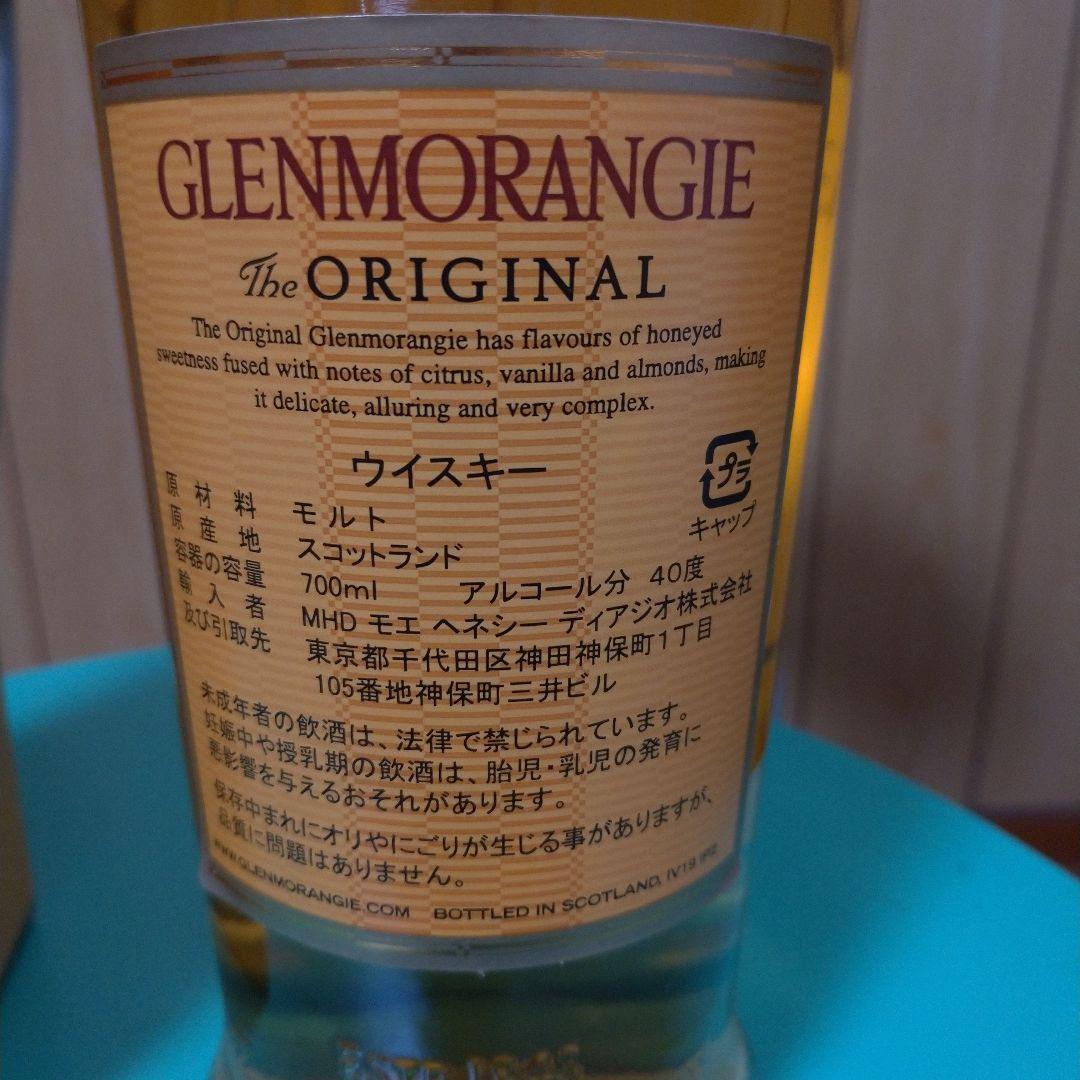 GLENMORANGIE
The ORIGINAL
The Original Glenmorangie has flavours of honeyed
sweetness fused with notes of citrus, vanilla and almonds, making
it delicate, alluring and very complex.
ウイスキー
プラ
キャップ
原材料 モルト
原産地 スコットランド
容器の容量 700ml アルコール分 40度
輸入者 MHD モエ ヘネシー ディアジオ株式会社
及び引取先 東京都千代田区神田神保町1丁目
105番地神保町三井ビル
未成年者の飲酒は、法律で禁じられています。
妊娠中や授乳期の飲酒は、胎児・乳児の発育に
悪影響を与えるおそれがあります。
保存中まれにオリやにごりが生じる事がありますが、
品質に問題はありません。
WWW.GLENMORANGIE.COM BOTTLED IN SCOTLAND, IV19 1PZ